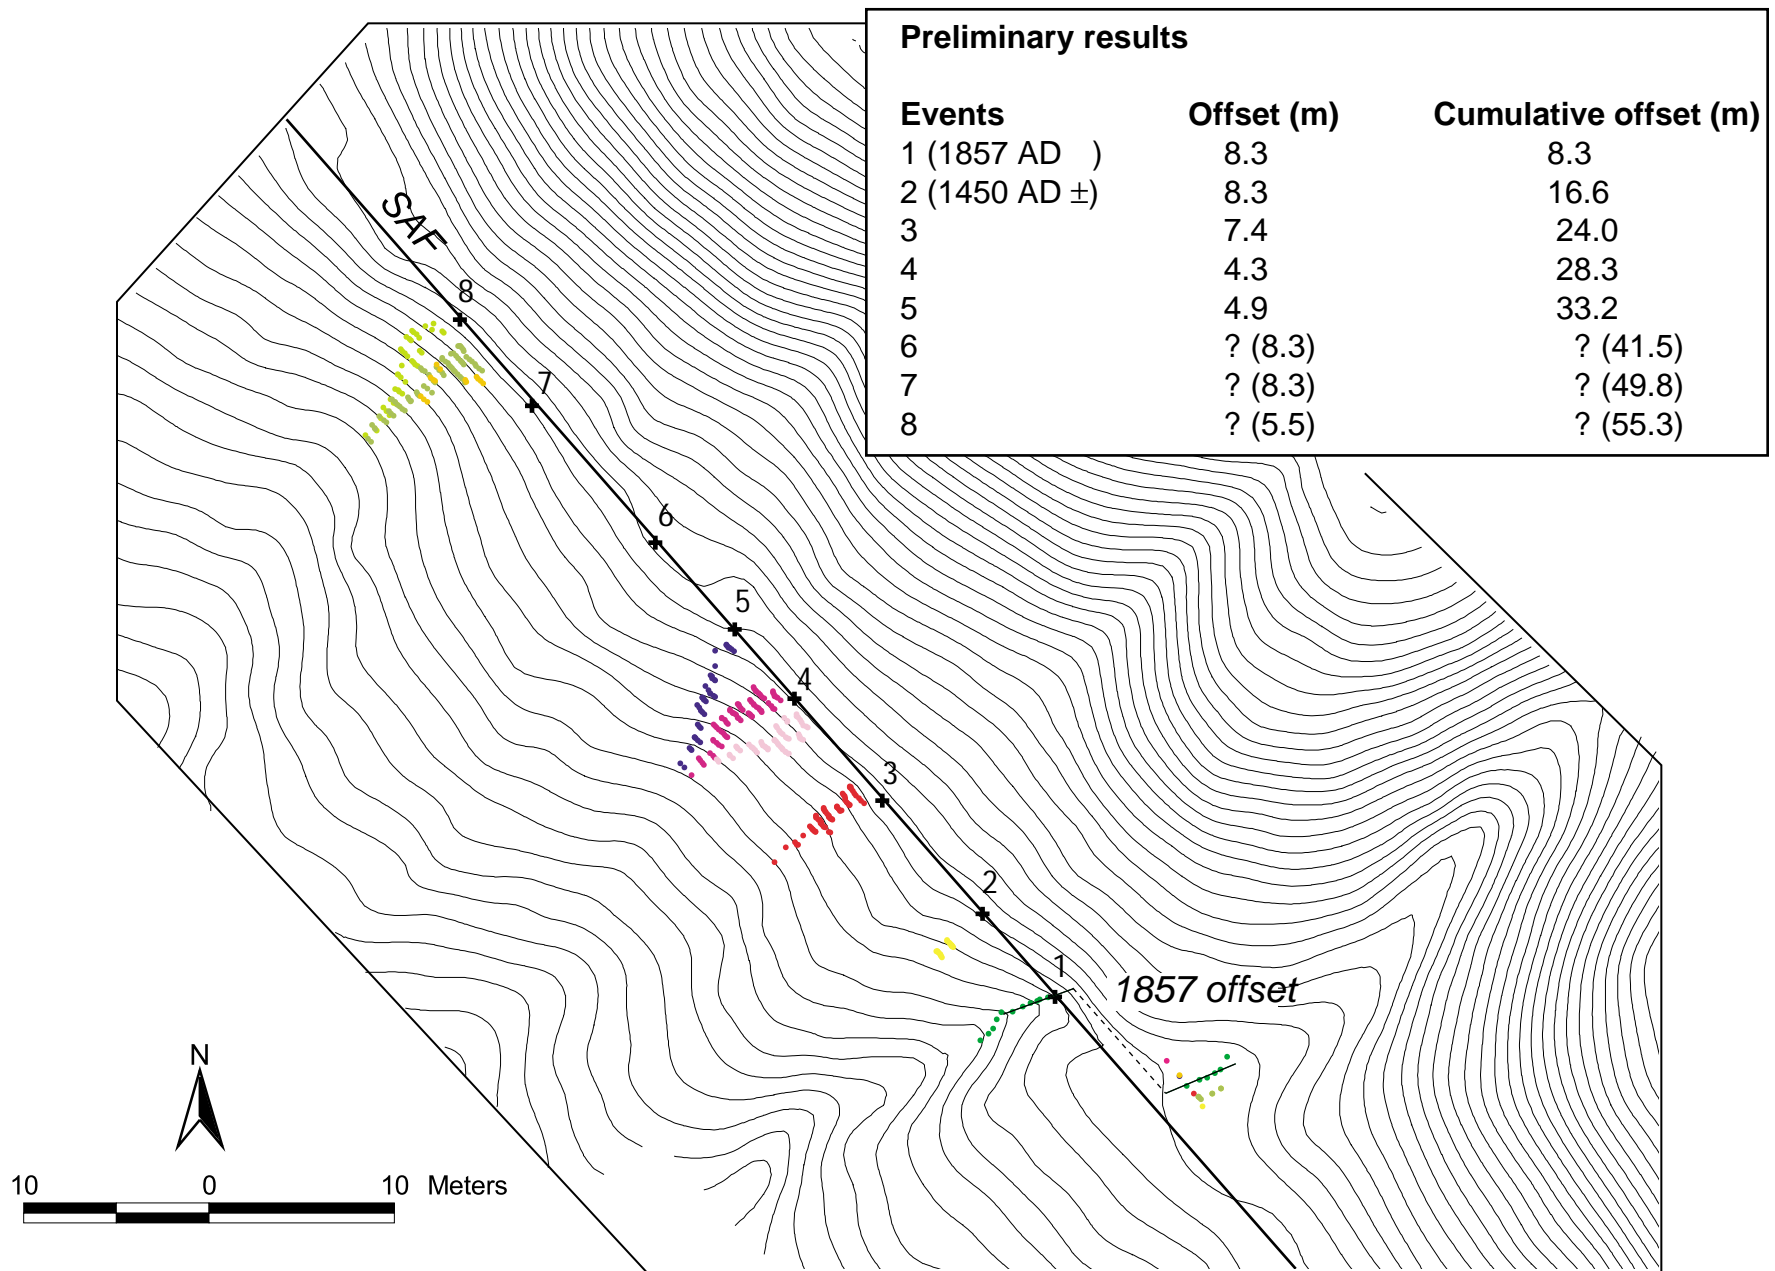 Preliminary results
Events Offset (m) Cumulative offset (m)
1 (1857 AD ) 8.3 8.3
2 (1450 AD ±) 8.3 16.6
3 7.4 24.0
4 4.3 28.3
5 4.9 33.2
6 ? (8.3) ? (41.5)
7 ? (8.3) ? (49.8)
8 ? (5.5) ? (55.3)
SAF
8
7
6
5
4
3
2
1
1857 offset
N
10 0 10 Meters